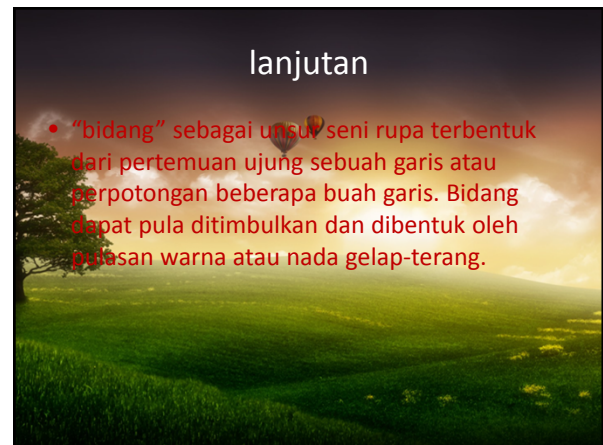 lanjutan
• “bidang” sebagai unsur seni rupa terbentuk
dari pertemuan ujung sebuah garis atau
perpotongan beberapa buah garis. Bidang
dapat pula ditimbulkan dan dibentuk oleh
pulasan warna atau nada gelap-terang.